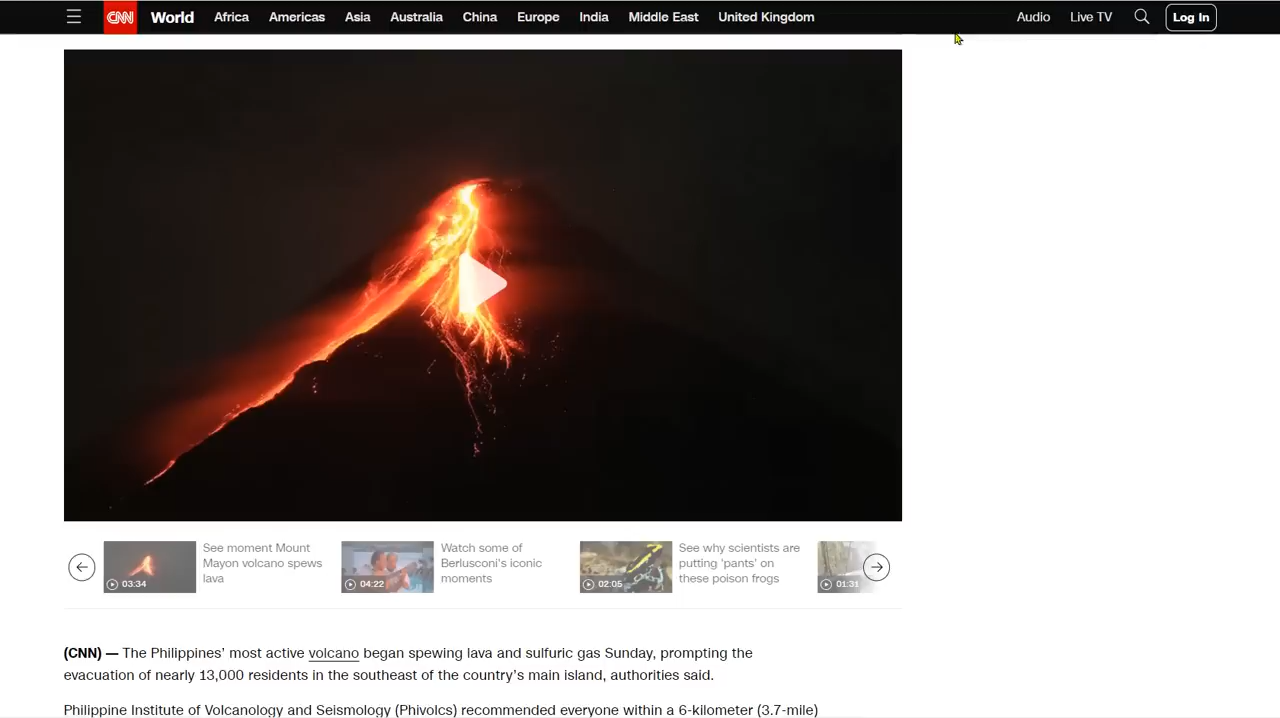 CNN World Africa Americas Asia Australia China Europe India Middle East United Kingdom Audio Live TV Log In
03:34
See moment Mount
Mayon volcano spews
lava
04:22
Watch some of
Berlusconi's iconic
moments
02:05
See why scientists are
putting 'pants' on
these poison frogs
01:31
(CNN) — The Philippines' most active volcano began spewing lava and sulfuric gas Sunday, prompting the
evacuation of nearly 13,000 residents in the southeast of the country's main island, authorities said.
Philippine Institute of Volcanology and Seismology (Phivolcs) recommended everyone within a 6-kilometer (3.7-mile)